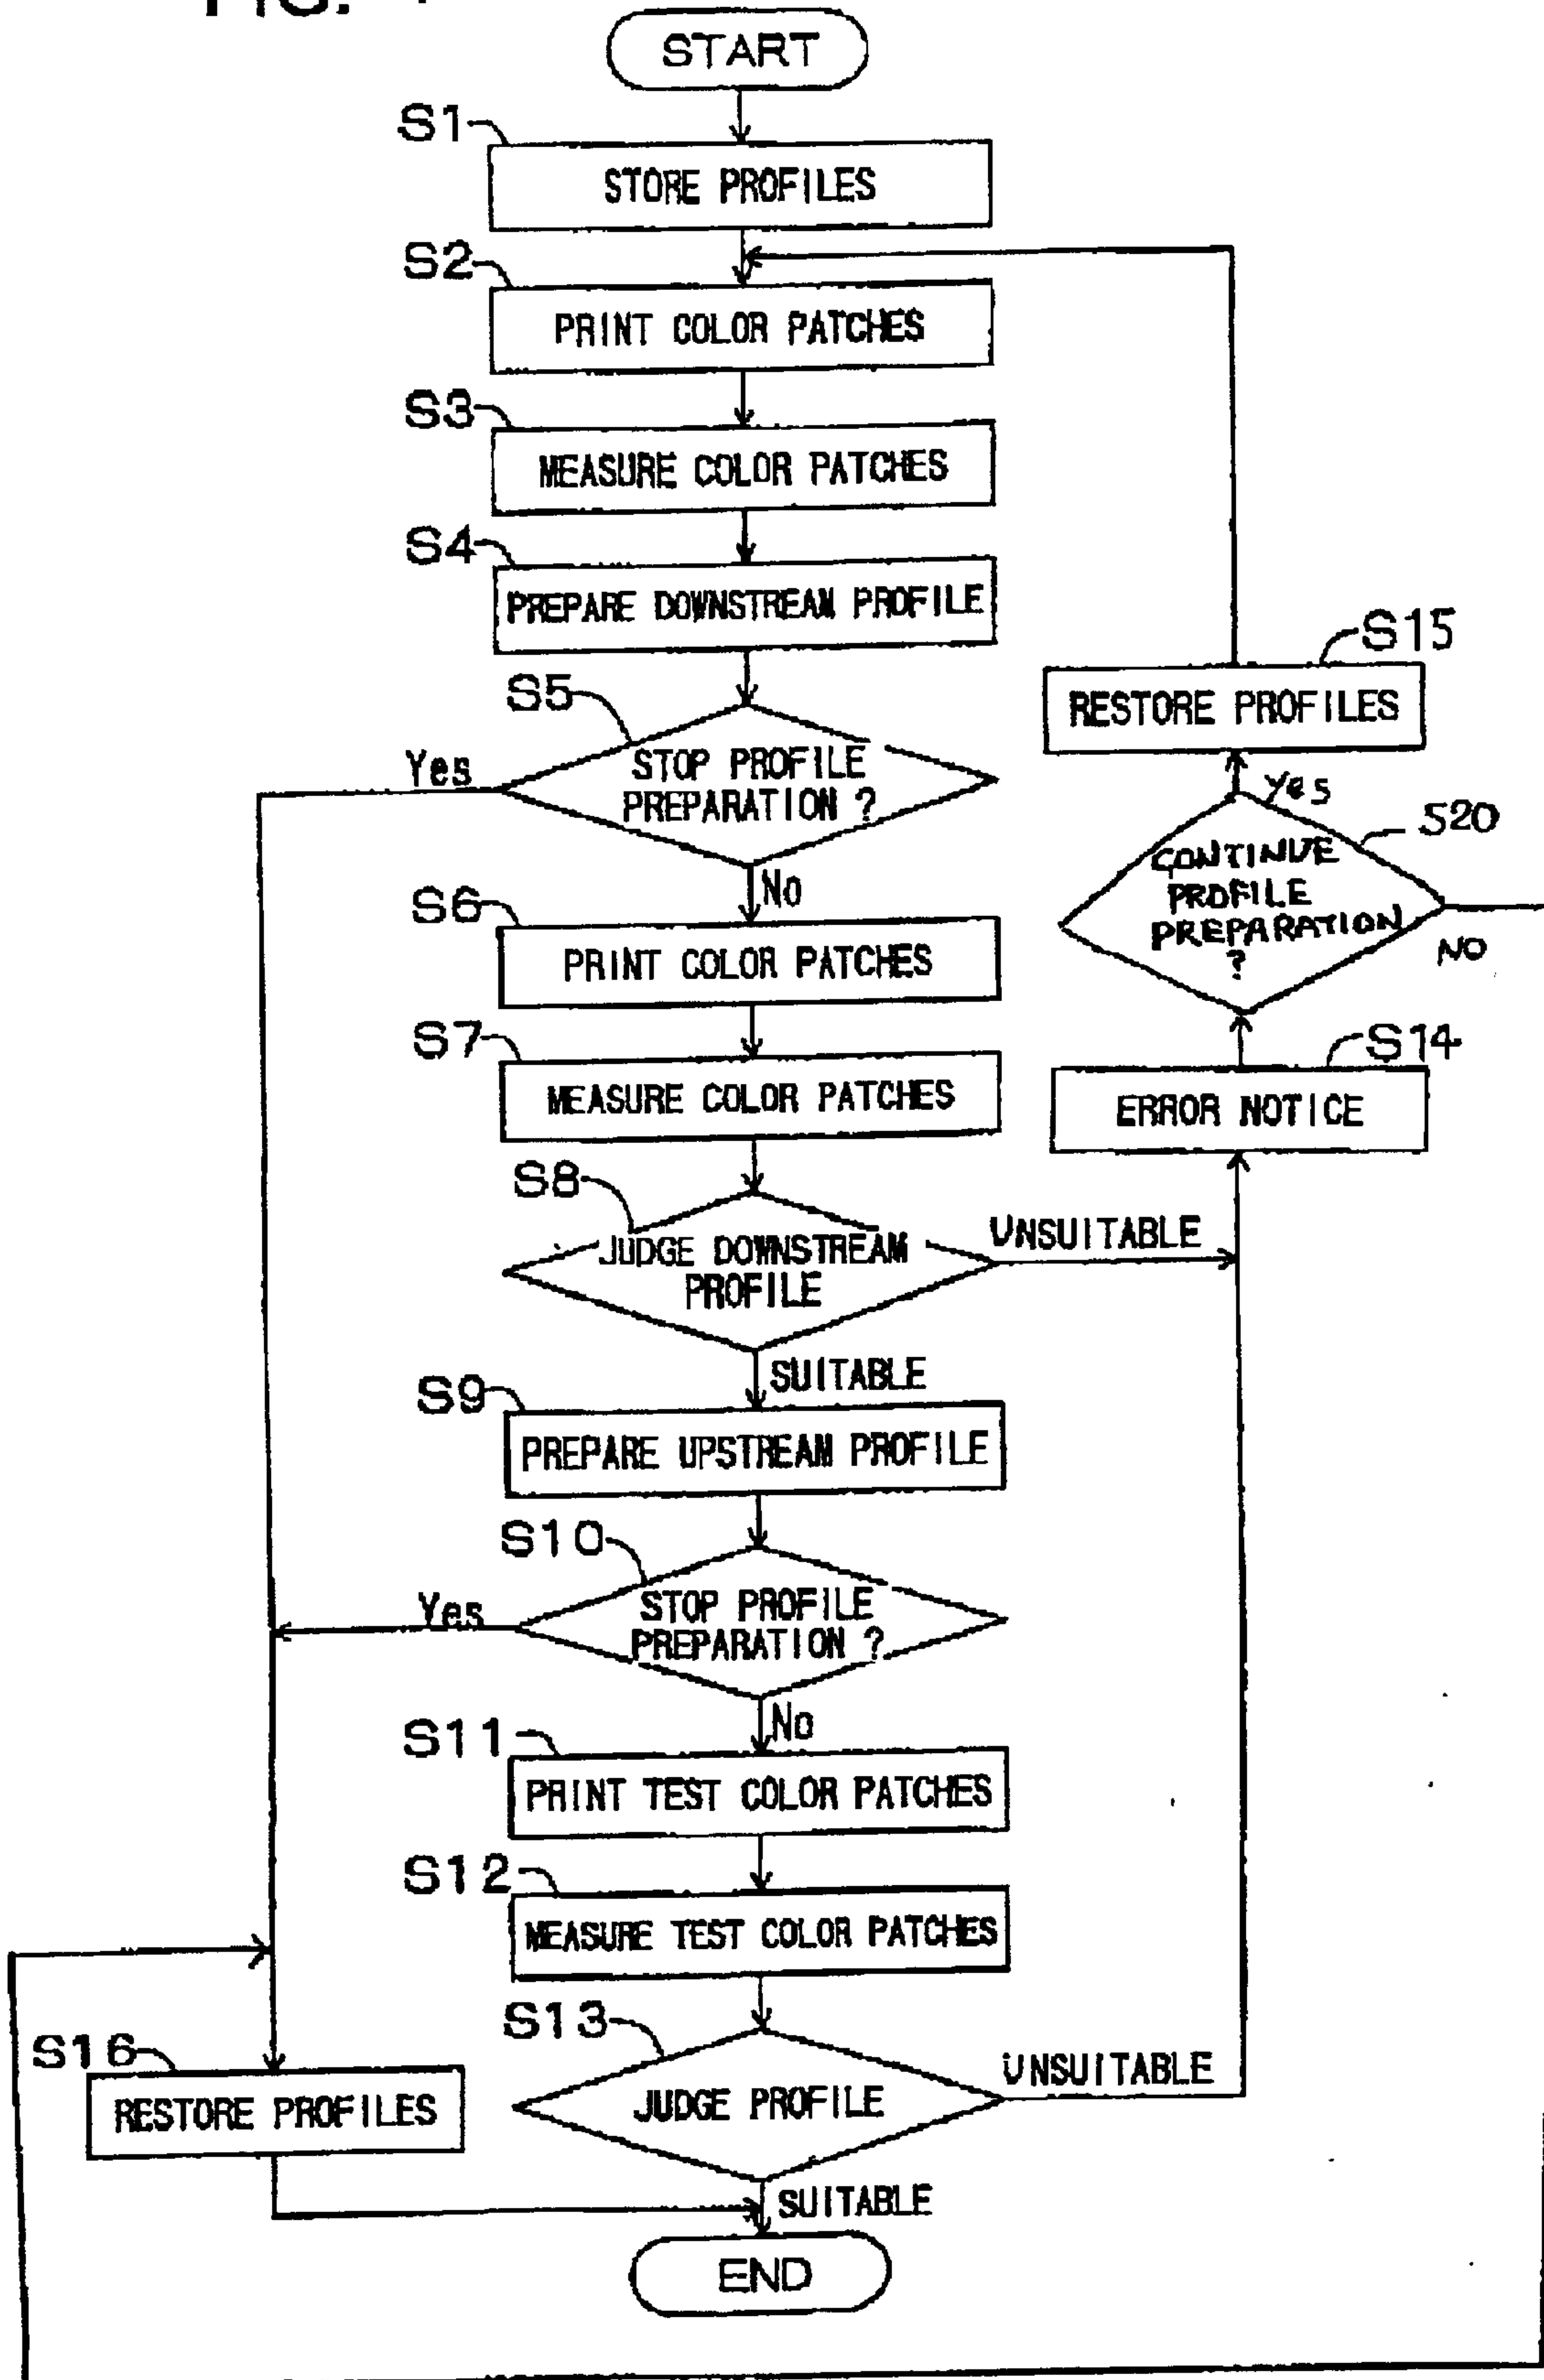 FIG.
START
S1
STORE PROFILES
S2
PRINT COLOR PATCHES
S3
MEASURE COLOR PATCHES
S4
PREPARE DOWNSTREAM PROFILE
S15
RESTORE PROFILES
S5
Yes
STOP PROFILE
PREPARATION ?
No
Yes
S20
CONTINUE
PROFILE
PREPARATION
?
NO
S6
PRINT COLOR PATCHES
S7
MEASURE COLOR PATCHES
S14
ERROR NOTICE
S8
JUDGE DOWNSTREAM
PROFILE
UNSUITABLE
SUITABLE
S9
PREPARE UPSTREAM PROFILE
S10
Yes
STOP PROFILE
PREPARATION ?
No
S11
PRINT TEST COLOR PATCHES
S12
MEASURE TEST COLOR PATCHES
S13
JUDGE PROFILE
UNSUITABLE
S16
RESTORE PROFILES
SUITABLE
END